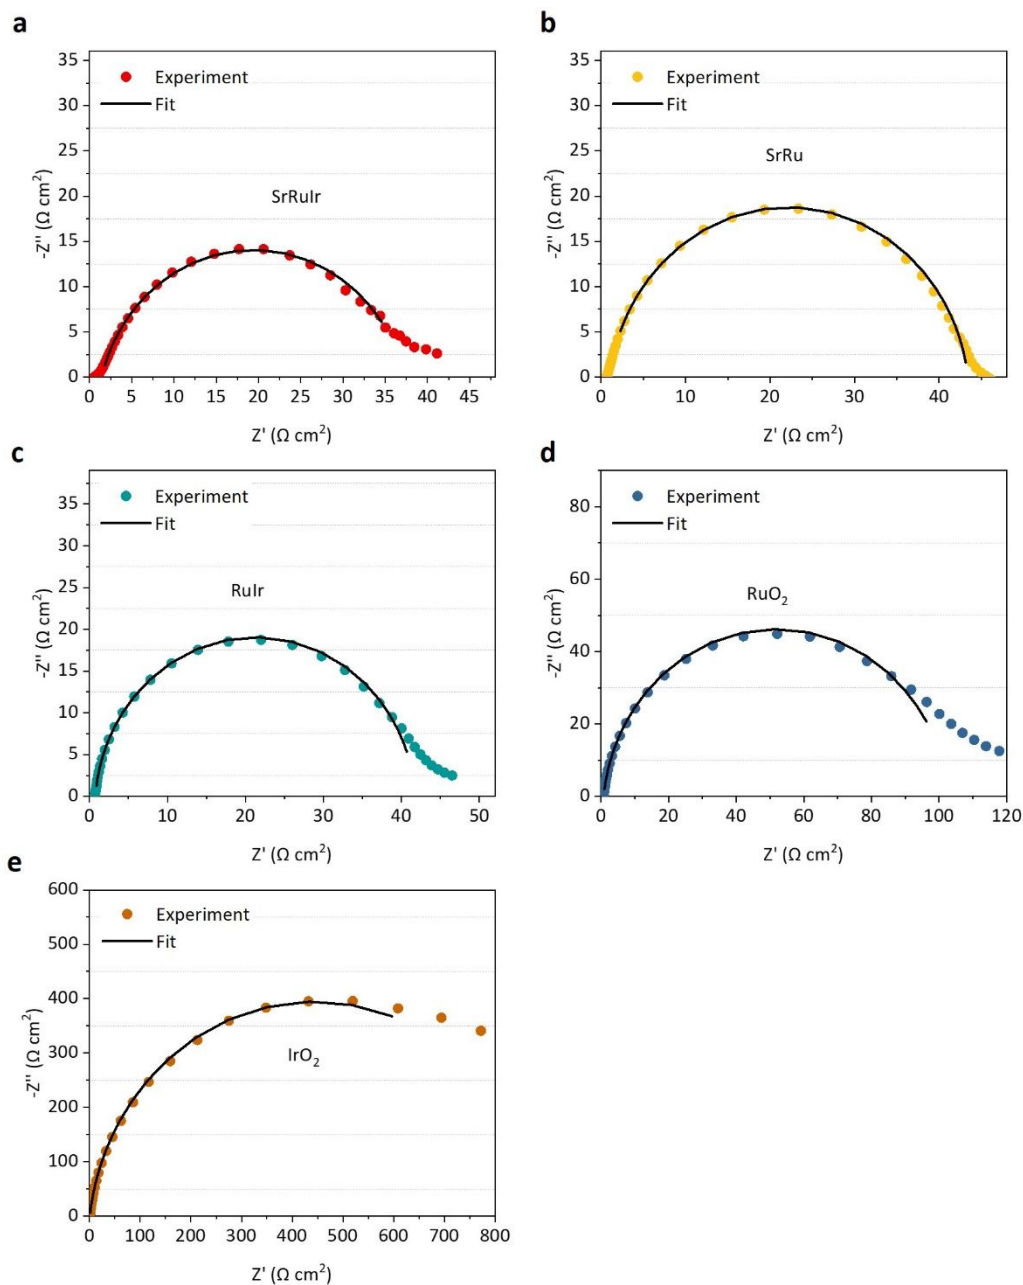 a
35
30
25
20
15
10
5
0
-Z" (Ω cm²)
Experiment
Fit
SrRuIr
0 5 10 15 20 25 30 35 40 45
Z' (Ω cm²)
b
35
30
25
20
15
10
5
0
-Z" (Ω cm²)
Experiment
Fit
SrRu
0 10 20 30 40
Z' (Ω cm²)
c
35
30
25
20
15
10
5
0
-Z" (Ω cm²)
Experiment
Fit
RuIr
0 10 20 30 40 50
Z' (Ω cm²)
d
80
60
40
20
0
-Z" (Ω cm²)
Experiment
Fit
RuO₂
0 20 40 60 80 100 120
Z' (Ω cm²)
e
600
500
400
300
200
100
0
-Z" (Ω cm²)
Experiment
Fit
IrO₂
0 100 200 300 400 500 600 700 800
Z' (Ω cm²)